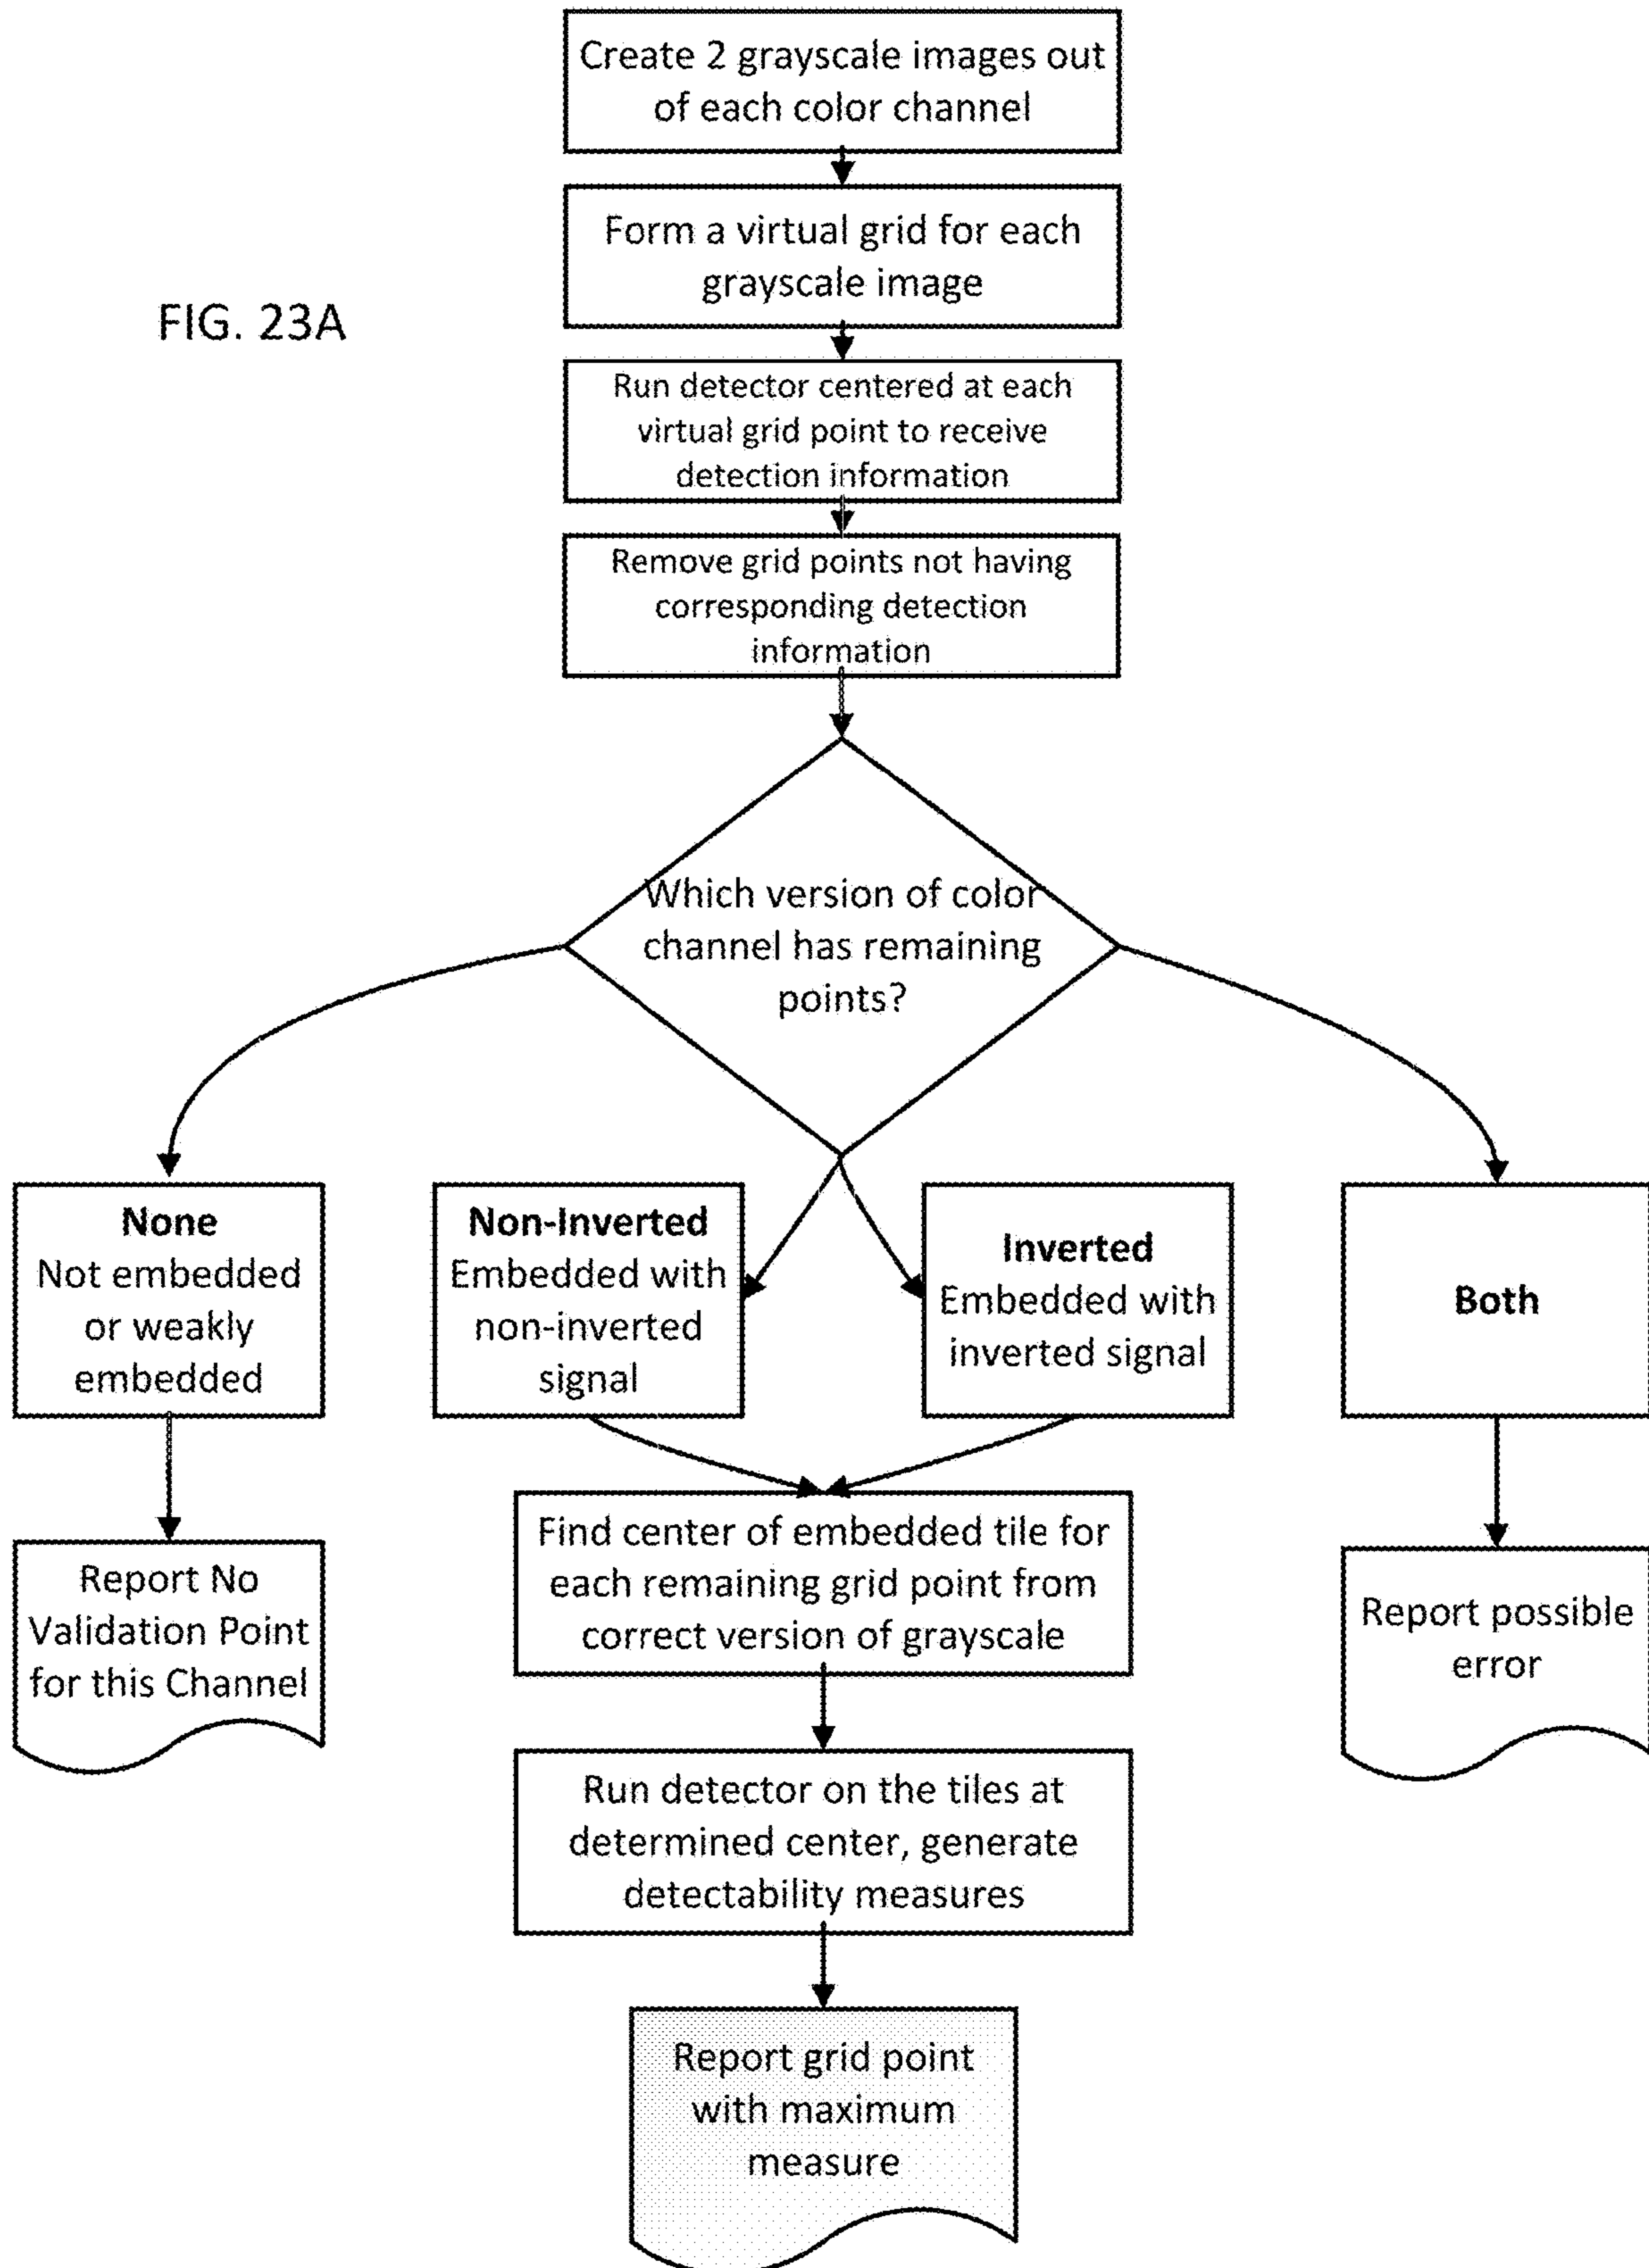 Create 2 grayscale images out
of each color channel
Form a virtual grid for each
grayscale image
FIG. 23A
Run detector centered at each
virtual grid point to receive
detection information
Remove grid points not having
corresponding detection
information
Which version of color
channel has remaining
points?
None
Not embedded
or weakly
embedded
Non-Inverted
Embedded with
non-inverted
signal
Inverted
Embedded with
inverted signal
Both
Report No
Validation Point
for this Channel
Find center of embedded tile for
each remaining grid point from
correct version of grayscale
Report possible
error
Run detector on the tiles at
determined center, generate
detectability measures
Report grid point
with maximum
measure